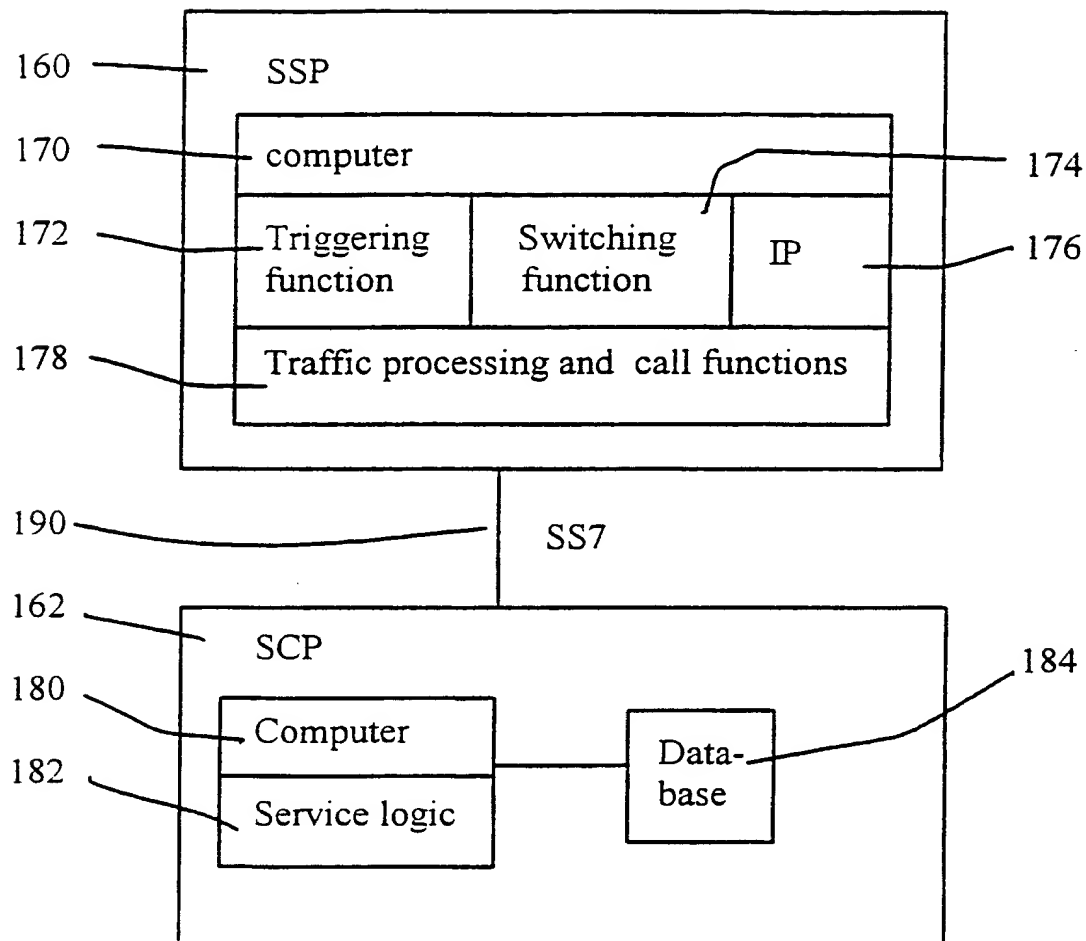 160
SSP
170
computer
174
172
Triggering
function
Switching
function
IP
176
178
Traffic processing and call functions
190
SS7
162
SCP
184
180
Computer
Data-
base
182
Service logic